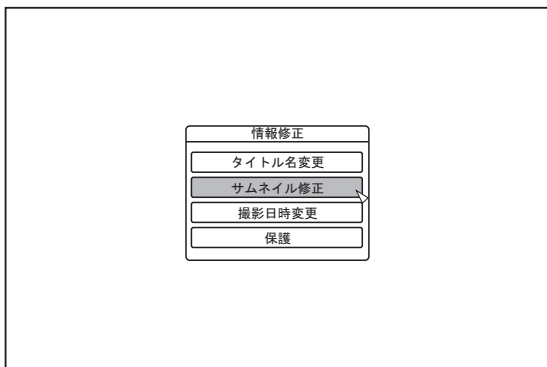 情報修正
タイトル名変更
サムネイル修正
撮影日時変更
保護